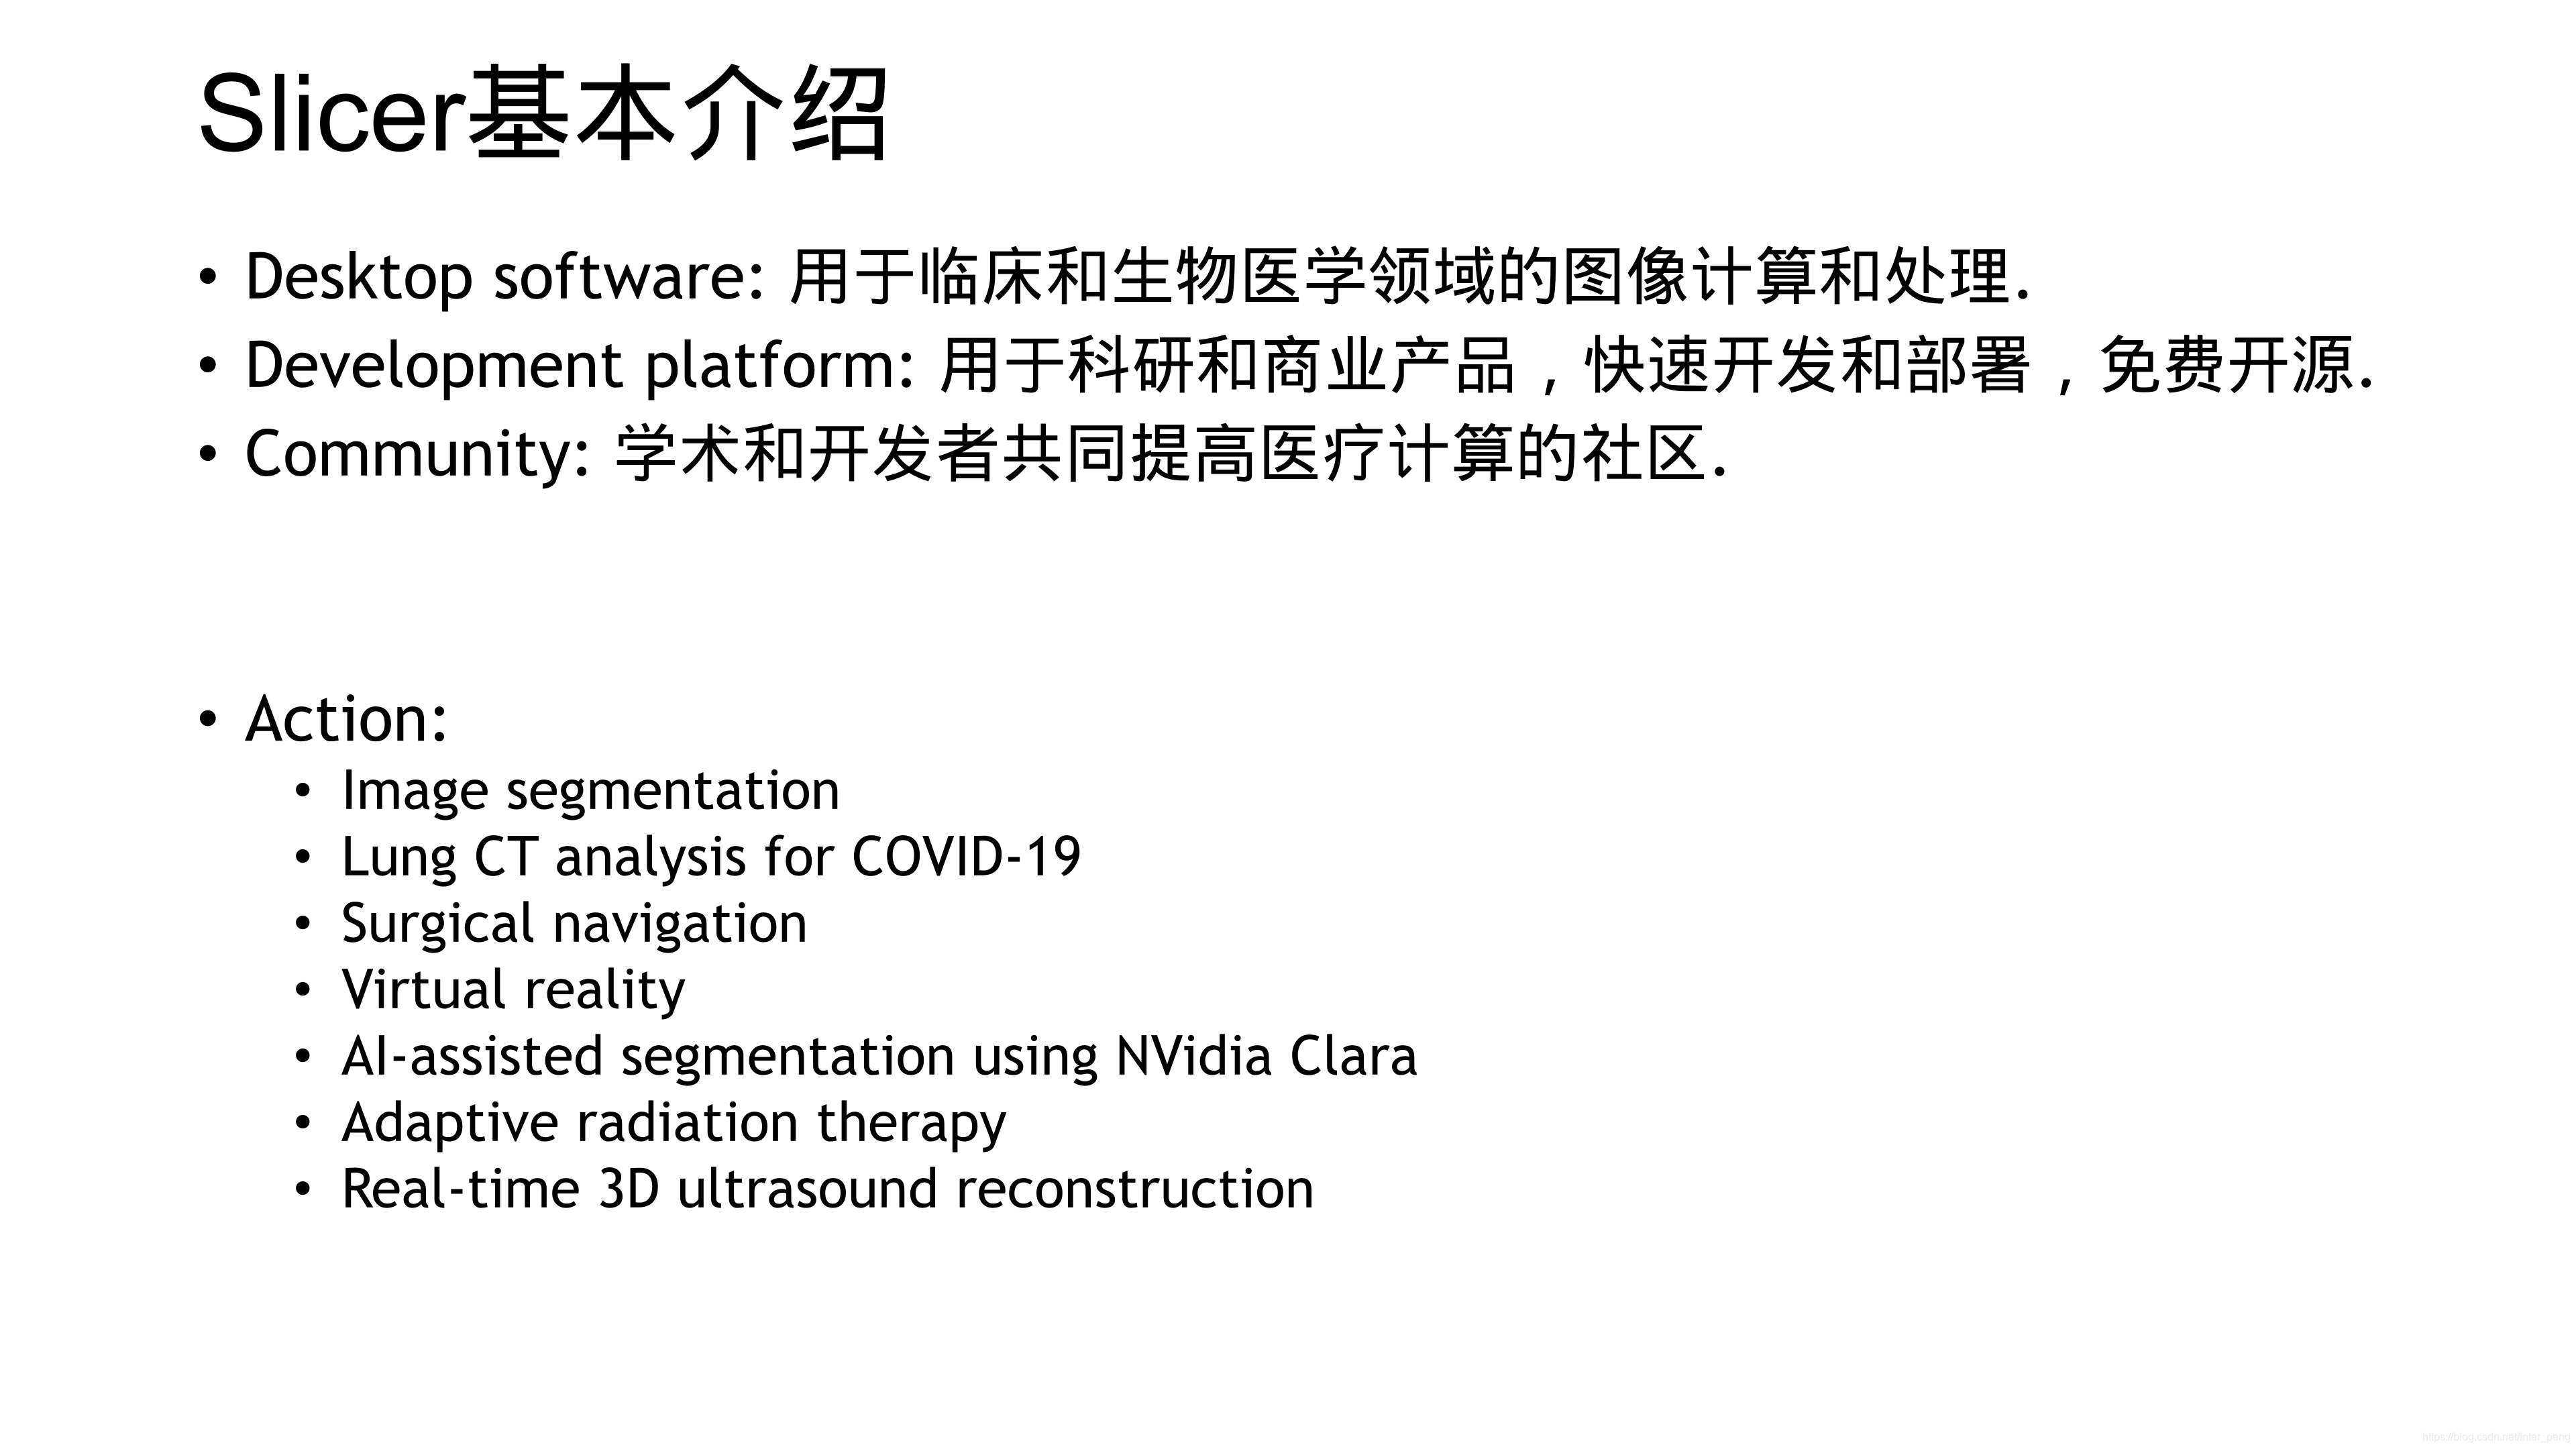 Slicer基本介绍
• Desktop software: 用于临床和生物医学领域的图像计算和处理.
• Development platform: 用于科研和商业产品，快速开发和部署，免费开源.
• Community: 学术和开发者共同提高医疗计算的社区.
• Action:
• Image segmentation
• Lung CT analysis for COVID-19
• Surgical navigation
• Virtual reality
• AI-assisted segmentation using NVidia Clara
• Adaptive radiation therapy
• Real-time 3D ultrasound reconstruction